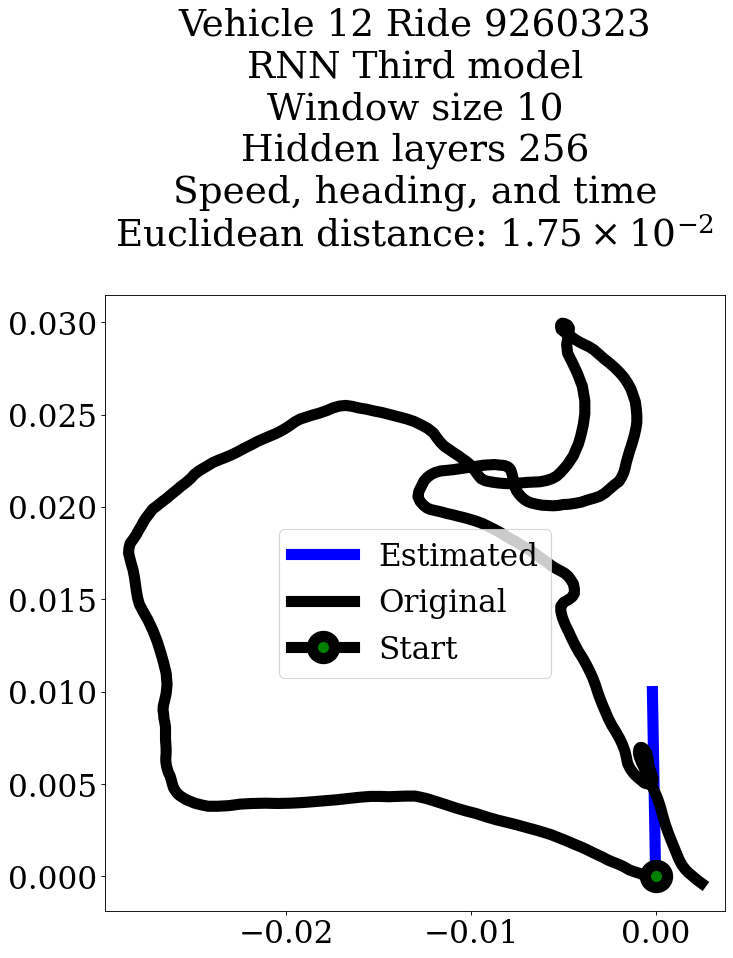 Vehicle 12 Ride 9260323
RNN Third model
Window size 10
Hidden layers 256
Speed, heading, and time
Euclidean distance: 1.75 × 10⁻²
0.030
0.025
0.020
0.015
0.010
0.005
0.000
Estimated
Original
Start
−0.02
−0.01
0.00